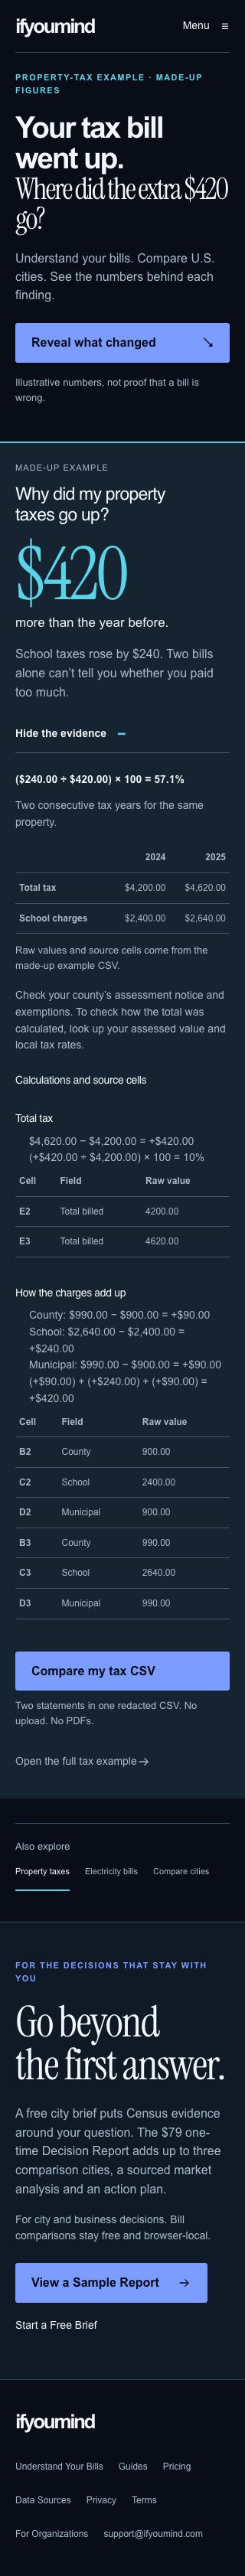 ifyoumind
Menu ≡
PROPERTY-TAX EXAMPLE · MADE-UP
FIGURES
Your tax bill
went up.
Where did the extra $420
go?
Understand your bills. Compare U.S.
cities. See the numbers behind each
finding.
Reveal what changed ↘
Illustrative numbers, not proof that a bill is
wrong.
MADE-UP EXAMPLE
Why did my property
taxes go up?
$420
more than the year before.
School taxes rose by $240. Two bills
alone can’t tell you whether you paid
too much.
Hide the evidence −
($240.00 ÷ $420.00) × 100 = 57.1%
Two consecutive tax years for the same
property.
2024 2025
Total tax $4,200.00 $4,620.00
School charges $2,400.00 $2,640.00
Raw values and source cells come from the
made-up example CSV.
Check your county’s assessment notice and
exemptions. To check how the total was
calculated, look up your assessed value and
local tax rates.
Calculations and source cells
Total tax
$4,620.00 − $4,200.00 = +$420.00
(+$420.00 ÷ $4,200.00) × 100 = 10%
Cell Field Raw value
E2 Total billed 4200.00
E3 Total billed 4620.00
How the charges add up
County: $990.00 − $900.00 = +$90.00
School: $2,640.00 − $2,400.00 =
+$240.00
Municipal: $990.00 − $900.00 = +$90.00
(+$90.00) + (+$240.00) + (+$90.00) =
+$420.00
Cell Field Raw value
B2 County 900.00
C2 School 2400.00
D2 Municipal 900.00
B3 County 990.00
C3 School 2640.00
D3 Municipal 990.00
Compare my tax CSV
Two statements in one redacted CSV. No
upload. No PDFs.
Open the full tax example →
Also explore
Property taxes Electricity bills Compare cities
FOR THE DECISIONS THAT STAY WITH
YOU
Go beyond
the first answer.
A free city brief puts Census evidence
around your question. The $79 one-
time Decision Report adds up to three
comparison cities, a sourced market
analysis and an action plan.
For city and business decisions. Bill
comparisons stay free and browser-local.
View a Sample Report →
Start a Free Brief
ifyoumind
Understand Your Bills Guides Pricing
Data Sources Privacy Terms
For Organizations support@ifyoumind.com